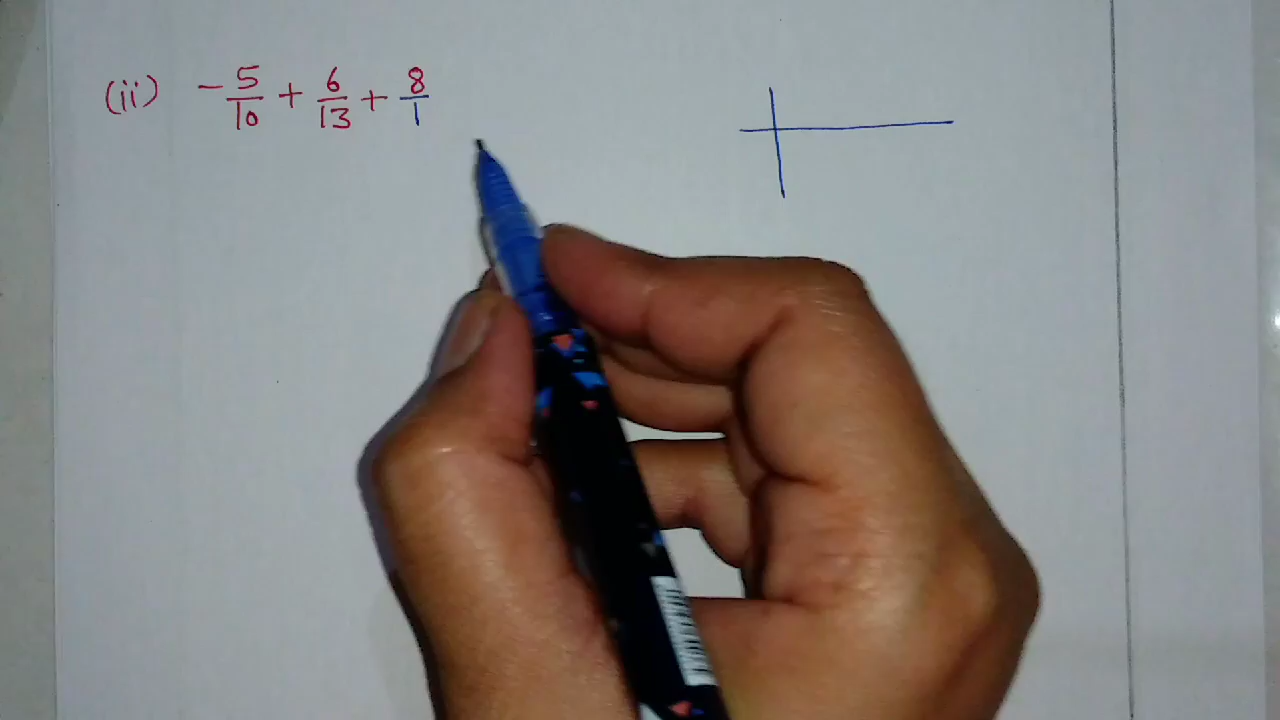 (ii) -5/10 + 6/13 + 8/1